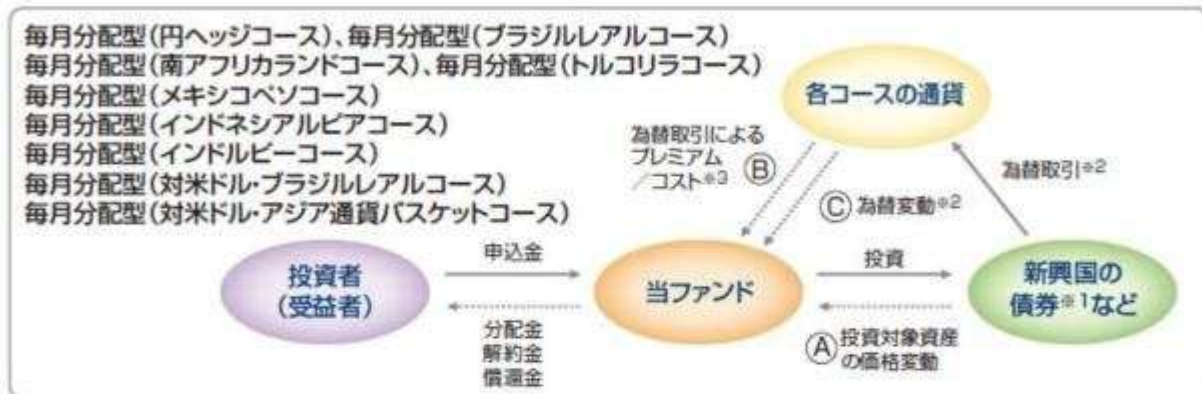 毎月分配型(円ヘッジコース)、毎月分配型(ブラジルレアルコース)
毎月分配型(南アフリカランドコース)、毎月分配型(トルコリラコース)
毎月分配型(メキシコペソコース)
毎月分配型(インドネシアルピアコース)
毎月分配型(インドルピーコース)
毎月分配型(対米ドル・ブラジルレアルコース)
毎月分配型(対米ドル・アジア通貨バスケットコース)
各コースの通貨
為替取引による
プレミアム
／コスト※3
Ⓑ
Ⓒ 為替変動※2
為替取引※2
投資者
(受益者)
申込金
分配金
解約金
償還金
当ファンド
投資
Ⓐ 投資対象資産
の価格変動
新興国の
債券※1など